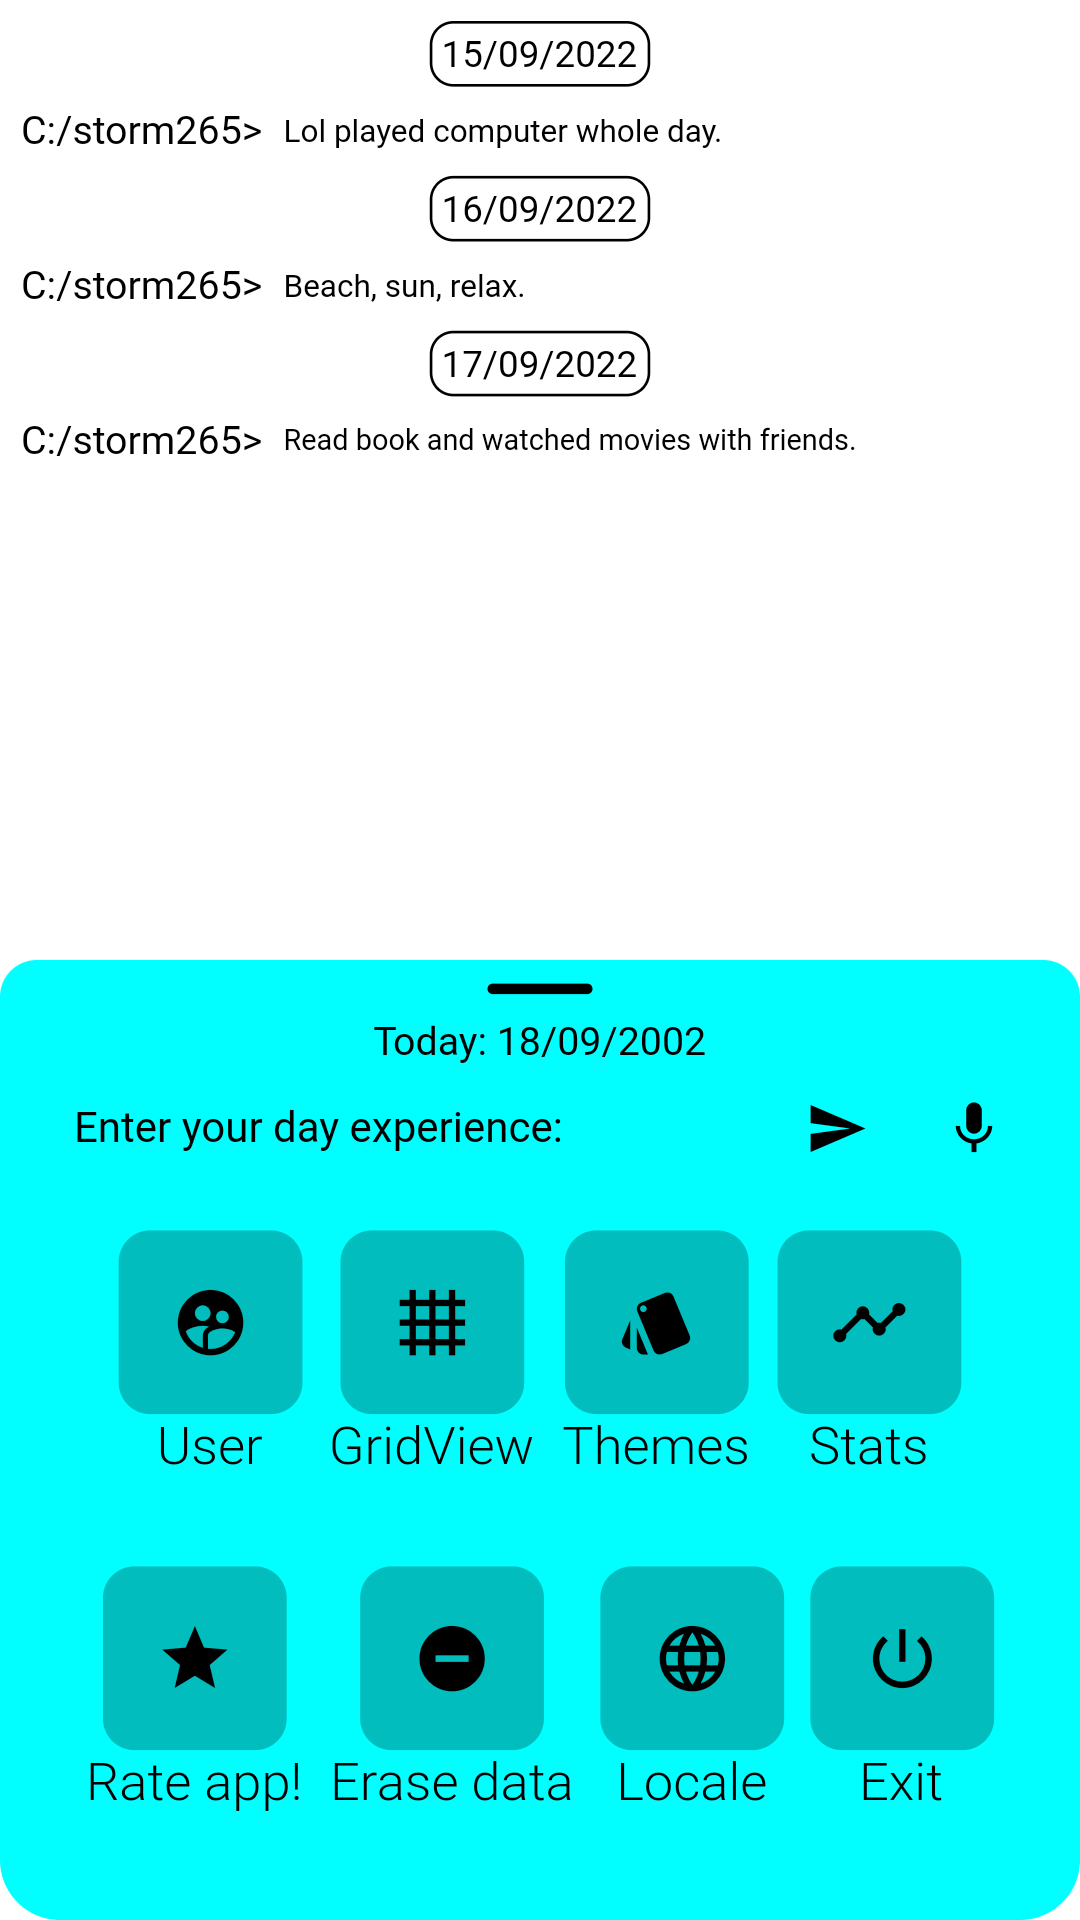 15/09/2022
C:/storm265> Lol played computer whole day.
16/09/2022
C:/storm265> Beach, sun, relax.
17/09/2022
C:/storm265> Read book and watched movies with friends.
Today: 18/09/2002
Enter your day experience:
User GridView Themes Stats
Rate app! Erase data Locale Exit